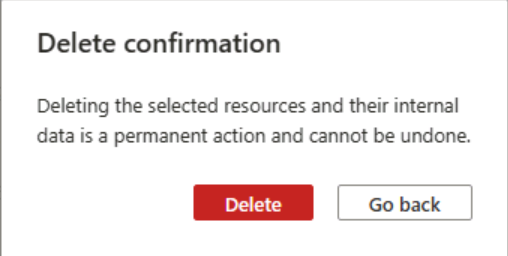 Delete confirmation
Deleting the selected resources and their internal
data is a permanent action and cannot be undone.
Delete
Go back